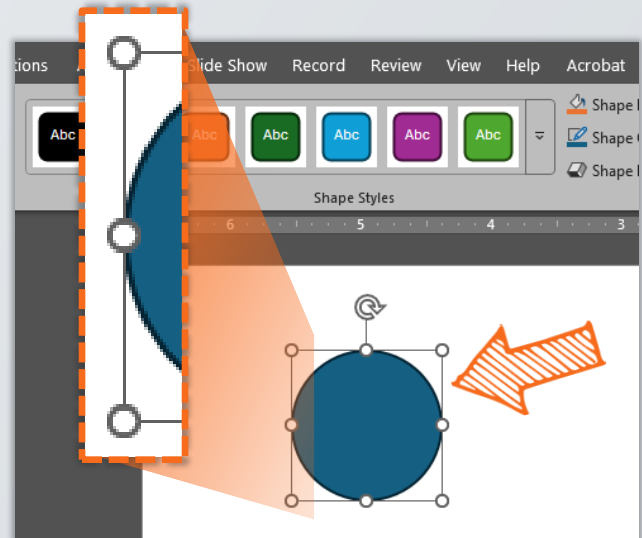 tions Slide Show Record Review View Help Acrobat
Abc Abc Abc Abc Abc Abc
Shape
Shape
Shape
Shape Styles
6 5 4 3